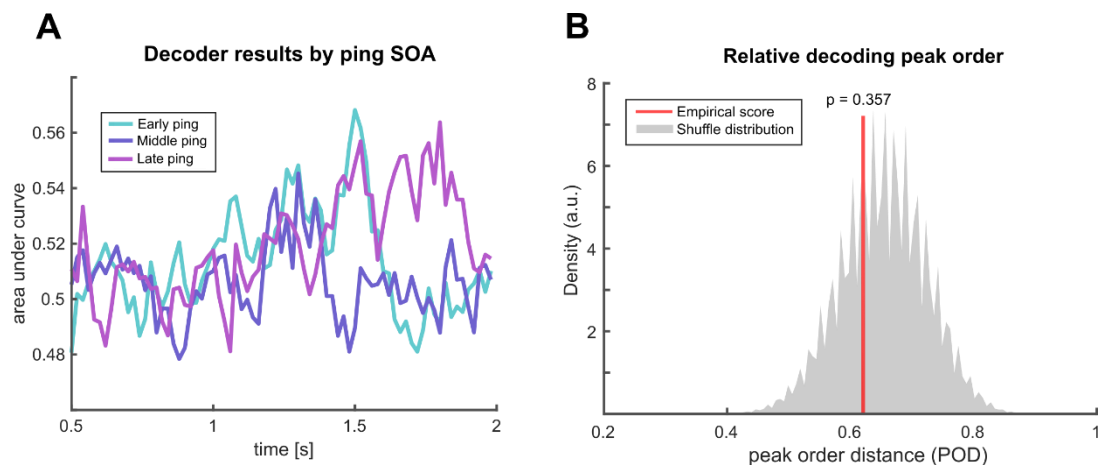 A
Decoder results by ping SOA
Early ping
Middle ping
Late ping
0.56
0.54
0.52
0.5
0.48
area under curve
0.5
1
1.5
2
time [s]
B
Relative decoding peak order
p = 0.357
Empirical score
Shuffle distribution
8
6
4
2
Density (a.u.)
0.2
0.4
0.6
0.8
1
peak order distance (POD)